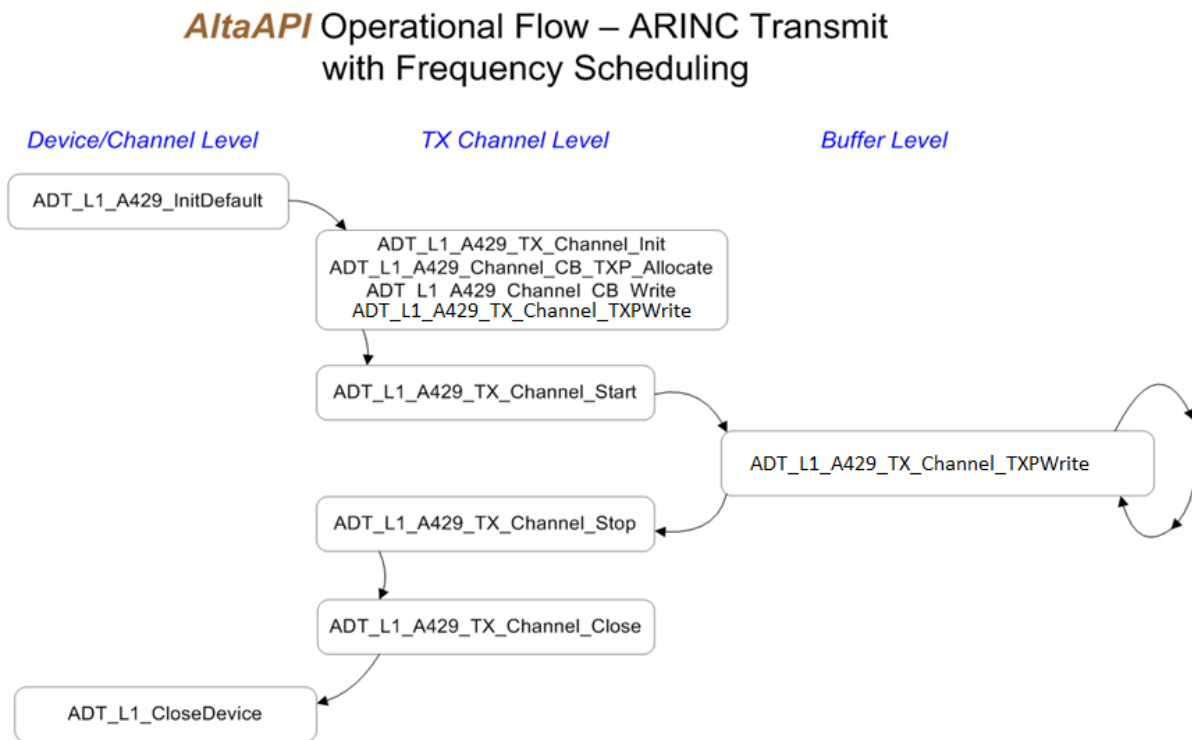 AltaAPI Operational Flow – ARINC Transmit
with Frequency Scheduling
Device/Channel Level
TX Channel Level
Buffer Level
ADT_L1_A429_InitDefault
ADT_L1_A429_TX_Channel_Init
ADT_L1_A429_Channel_CB_TXP_Allocate
ADT_L1_A429_Channel_CB_Write
ADT_L1_A429_TX_Channel_TXPWrite
ADT_L1_A429_TX_Channel_Start
ADT_L1_A429_TX_Channel_TXPWrite
ADT_L1_A429_TX_Channel_Stop
ADT_L1_A429_TX_Channel_Close
ADT_L1_CloseDevice